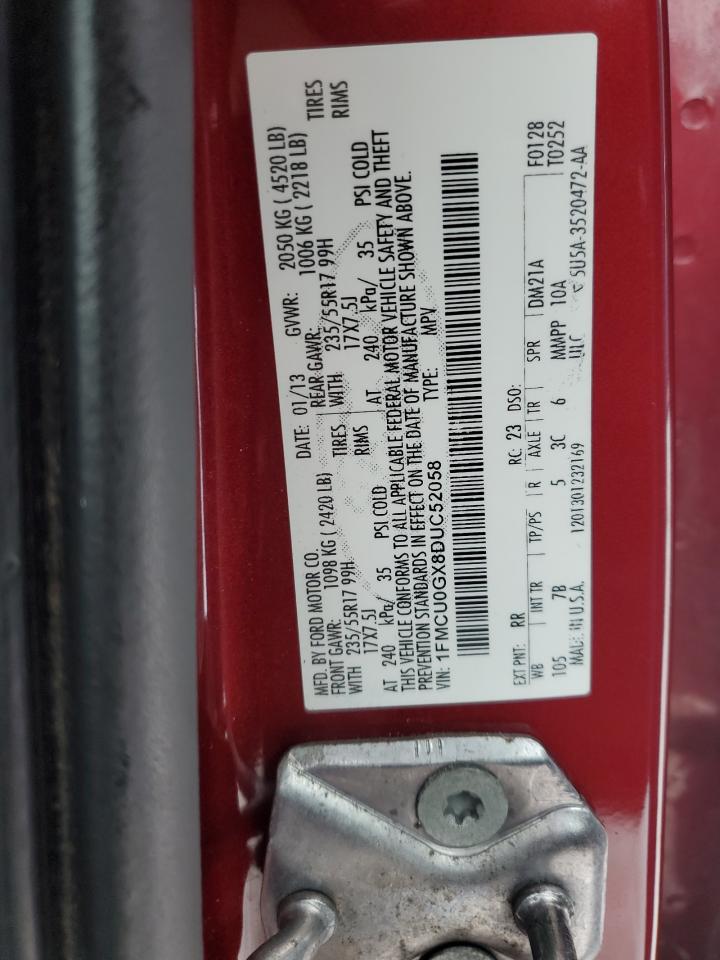 MFD. BY FORD MOTOR CO.
DATE: 01/13 GVWR: 2050 KG ( 4520 LB)
FRONT GAWR: 1098 KG (2420 LB) REAR GAWR: 1006 KG ( 2218 LB)
WITH 235/55R17 99H TIRES WITH 235/55R17 99H TIRES
17X7.5J RIMS 17X7.5J RIMS
AT 240 kPa/ 35 PSI COLD AT 240 kPa/ 35 PSI COLD
THIS VEHICLE CONFORMS TO ALL APPLICABLE FEDERAL MOTOR VEHICLE SAFETY AND THEFT
PREVENTION STANDARDS IN EFFECT ON THE DATE OF MANUFACTURE SHOWN ABOVE.
VIN: 1FMCU0GX8DUC52058 TYPE: MPV
EXT PNT: RR RC: 23 DSO: F0128
WB INT TR TP/PS R AXLE TR SPR DM21A T0252
105 7B 5 3C 6 MMPP 10A
MADE IN U.S.A. 1201301232169 ULC 5U5A-3520472-AA